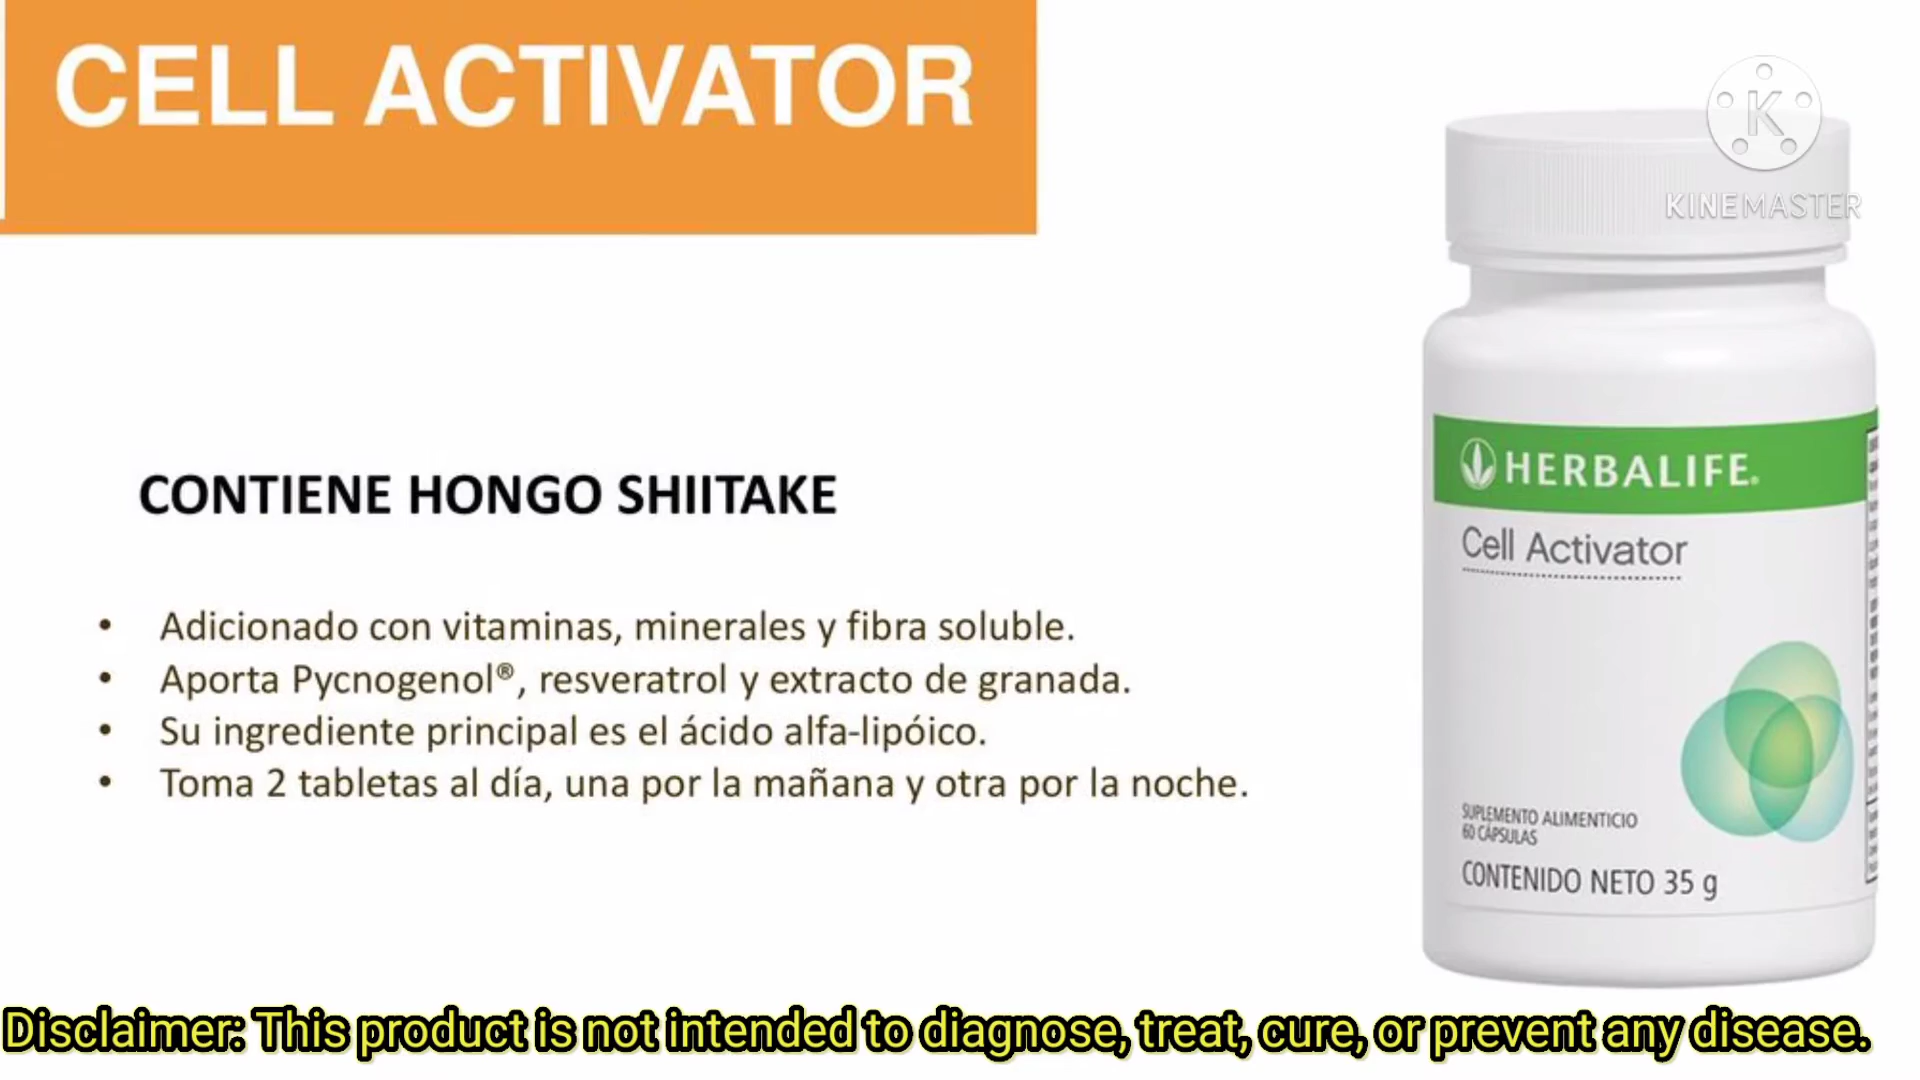 CELL ACTIVATOR
K
KINEMASTER
CONTIENE HONGO SHIITAKE
• Adicionado con vitaminas, minerales y fibra soluble.
• Aporta Pycnogenol®, resveratrol y extracto de granada.
• Su ingrediente principal es el ácido alfa-lipóico.
• Toma 2 tabletas al día, una por la mañana y otra por la noche.
HERBALIFE.
Cell Activator
SUPLEMENTO ALIMENTICIO
60 CÁPSULAS
CONTENIDO NETO 35 g
Disclaimer: This product is not intended to diagnose, treat, cure, or prevent any disease.